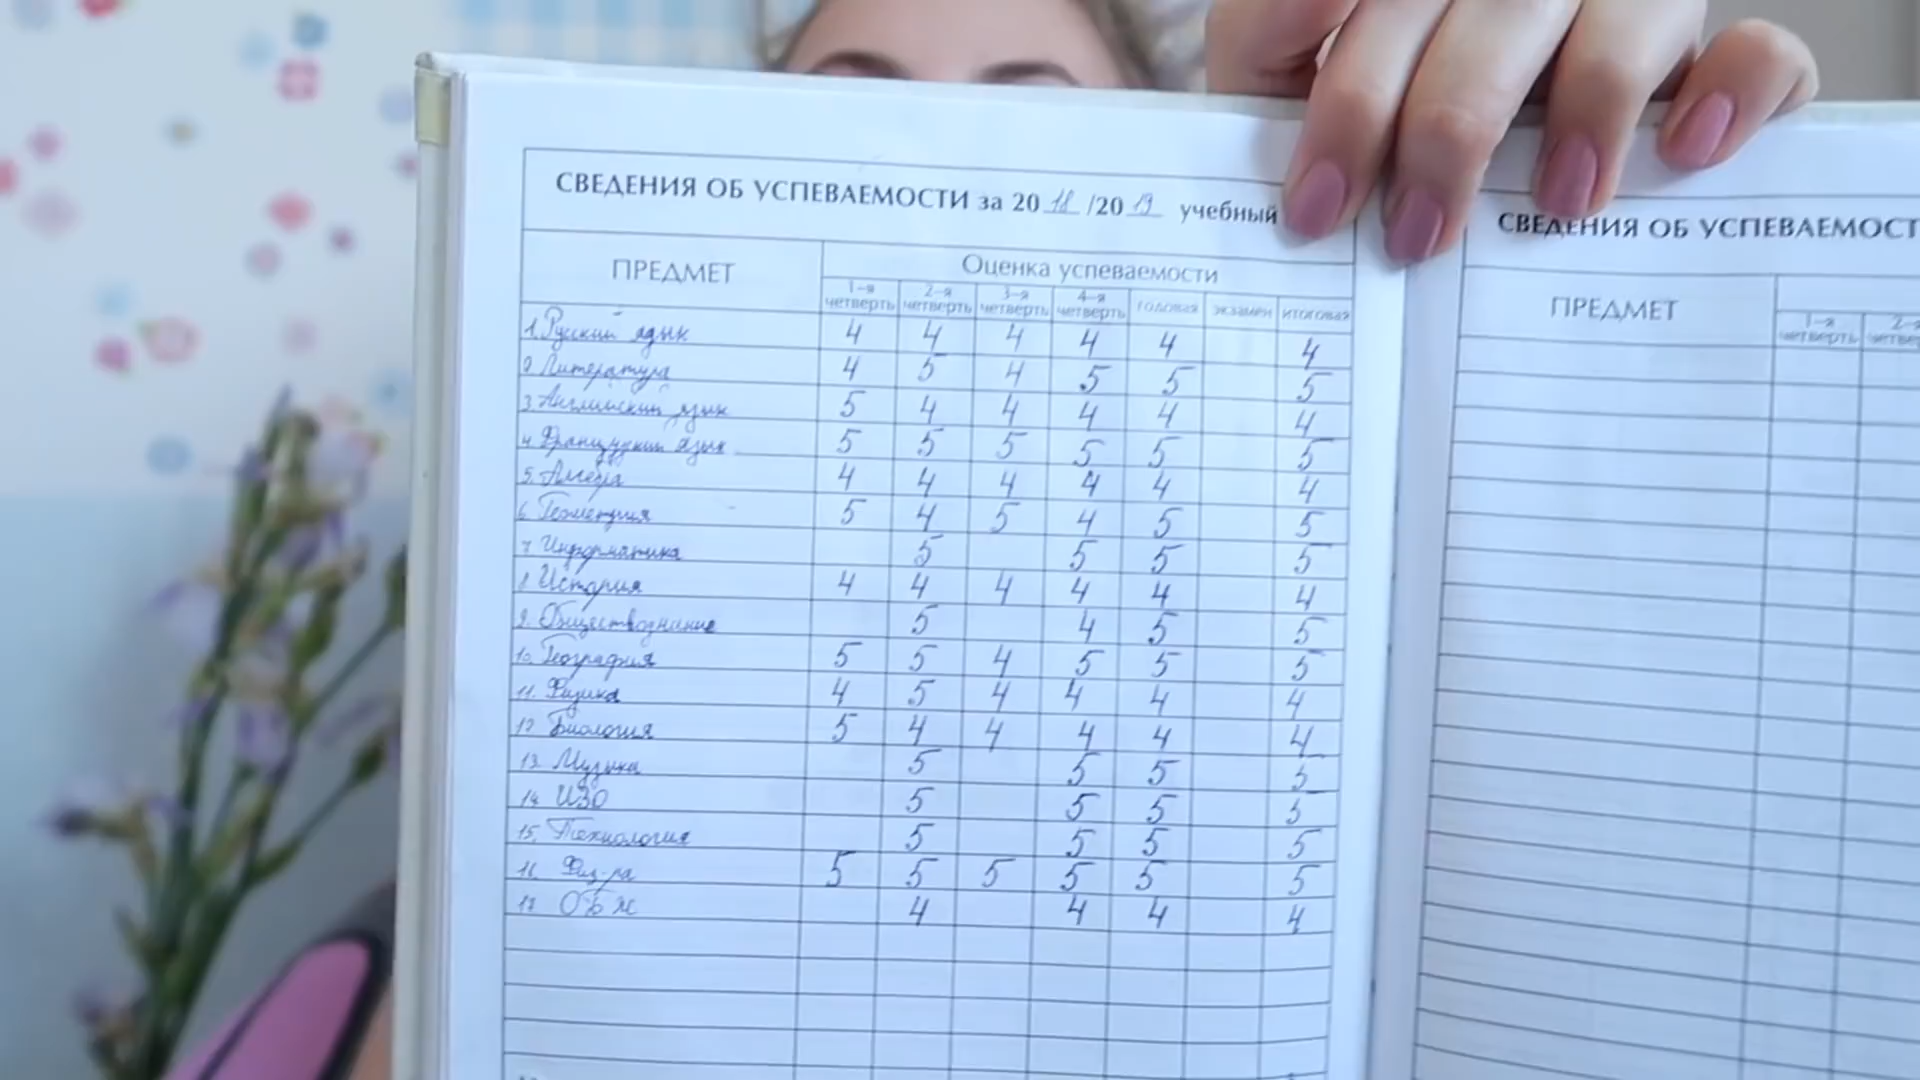 СВЕДЕНИЯ ОБ УСПЕВАЕМОСТИ за 2018/2019 учебный
ПРЕДМЕТ Оценка успеваемости
1-я четверть 2-я четверть 3-я четверть 4-я четверть годовая экзамен итоговая
1. Русский язык 4 4 4 4 4 4
2. Литература 4 5 4 5 5 5
3. Английский язык 5 4 4 4 4 4
4. Французский язык 5 5 5 5 5 5
5. Алгебра 4 4 4 4 4 4
6. Геометрия 5 4 5 4 5 5
7. Информатика 5 5 5 5
8. История 4 4 4 4 4 4
9. Обществознание 5 4 5 5
10. География 5 5 4 5 5 5
11. Физика 4 5 4 4 4 4
12. Биология 5 4 4 4 4 4
13. Музыка 5 5 5 5
14. ИЗО 5 5 5 5
15. Технология 5 5 5 5
16. Физ-ра 5 5 5 5 5 5
17. ОБЖ 4 4 4 4
СВЕДЕНИЯ ОБ УСПЕВАЕМОСТ
ПРЕДМЕТ
1-я четверть 2-я